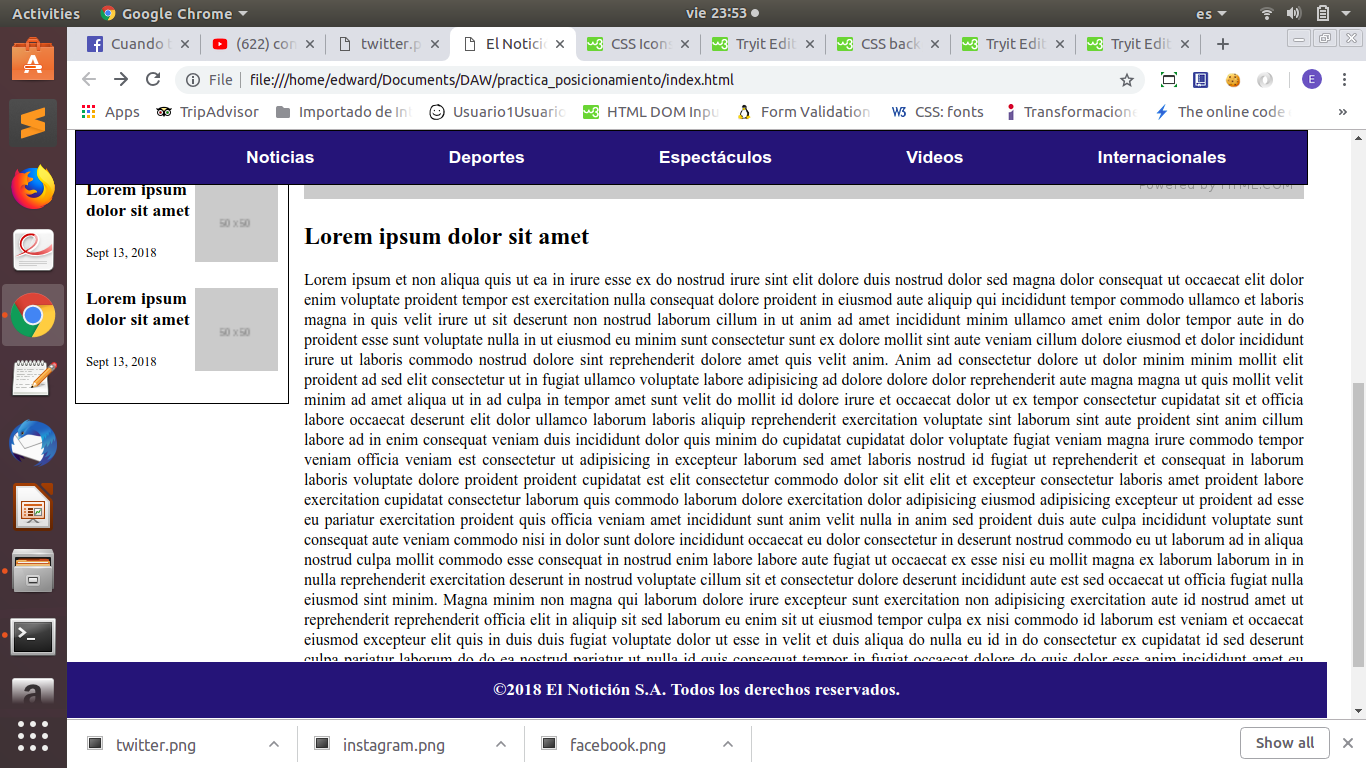 Activities
Google Chrome
vie 23:53
es
Cuando
(622) con
twitter.p
El Notici
CSS Icons
Tryit Edit
CSS back
Tryit Edit
Tryit Edit
File
file:///home/edward/Documents/DAW/practica_posicionamiento/index.html
E
Apps
TripAdvisor
Importado de In
Usuario1Usuario
HTML DOM Inpu
Form Validation
CSS: fonts
Transformacione
The online code
»
Noticias
Deportes
Espectáculos
Videos
Internacionales
Powered by HTML.COM
Lorem ipsum
dolor sit amet
50 x 50
Sept 13, 2018
Lorem ipsum
dolor sit amet
50 x 50
Sept 13, 2018
Lorem ipsum dolor sit amet
Lorem ipsum et non aliqua quis ut ea in irure esse ex do nostrud irure sint elit dolore duis nostrud dolor sed magna dolor consequat ut occaecat elit dolor
enim voluptate proident tempor est exercitation nulla consequat dolore proident in eiusmod aute aliquip qui incididunt tempor commodo ullamco et laboris
magna in quis velit irure ut sit deserunt non nostrud laborum cillum in ut anim ad amet incididunt minim ullamco amet enim dolor tempor aute in do
proident esse sunt voluptate nulla in ut eiusmod eu minim sunt consectetur sunt ex dolore mollit sint aute veniam cillum dolore eiusmod et dolor incididunt
irure ut laboris commodo nostrud dolore sint reprehenderit dolore amet quis velit anim. Anim ad consectetur dolore ut dolor minim minim mollit elit
proident ad sed elit consectetur ut in fugiat ullamco voluptate labore adipisicing ad dolore dolore dolor reprehenderit aute magna magna ut quis mollit velit
minim ad amet aliqua ut in ad culpa in tempor amet sunt velit do mollit id dolore irure et occaecat dolor ut ex tempor consectetur cupidatat sit et officia
labore occaecat deserunt elit dolor ullamco laborum laboris aliquip reprehenderit exercitation voluptate sint laborum sint aute proident sint anim cillum
labore ad in enim consequat veniam duis incididunt dolor quis minim do cupidatat cupidatat dolor voluptate fugiat veniam magna irure commodo tempor
veniam officia veniam est consectetur ut adipisicing in excepteur laborum sed amet laboris nostrud id fugiat ut reprehenderit et consequat in laborum
laboris voluptate dolore proident proident cupidatat est elit consectetur commodo dolor sit elit elit et excepteur consectetur laboris amet proident labore
exercitation cupidatat consectetur laborum quis commodo laborum dolore exercitation dolor adipisicing eiusmod adipisicing excepteur ut proident ad esse
eu pariatur exercitation proident quis officia veniam amet incididunt sunt anim velit nulla in anim sed proident duis aute culpa incididunt voluptate sunt
consequat aute veniam commodo nisi in dolor sunt dolore incididunt occaecat eu dolor consectetur in deserunt nostrud commodo eu ut laborum ad in aliqua
nostrud culpa mollit commodo esse consequat in nostrud enim labore labore aute fugiat ut occaecat ex esse nisi eu mollit magna ex laborum laborum in in
nulla reprehenderit exercitation deserunt in nostrud voluptate cillum sit et consectetur dolore deserunt incididunt aute est sed occaecat ut officia fugiat nulla
eiusmod sint minim. Magna minim non magna qui laborum dolore irure excepteur sunt exercitation non adipisicing exercitation aute id nostrud amet ut
reprehenderit reprehenderit officia elit in aliquip sit sed laborum eu enim sit ut eiusmod tempor culpa ex nisi commodo id laborum est veniam et occaecat
eiusmod excepteur elit quis in duis duis fugiat voluptate dolor ut esse in velit et duis aliqua do nulla eu id in do consectetur ex cupidatat id sed deserunt
culpa pariatur laborum do do ea nostrud pariatur ut nulla id quis consequat tempor in fugiat occaecat dolore do quis dolor esse anim incididunt amet eu
©2018 El Notición S.A. Todos los derechos reservados.
twitter.png
instagram.png
facebook.png
Show all